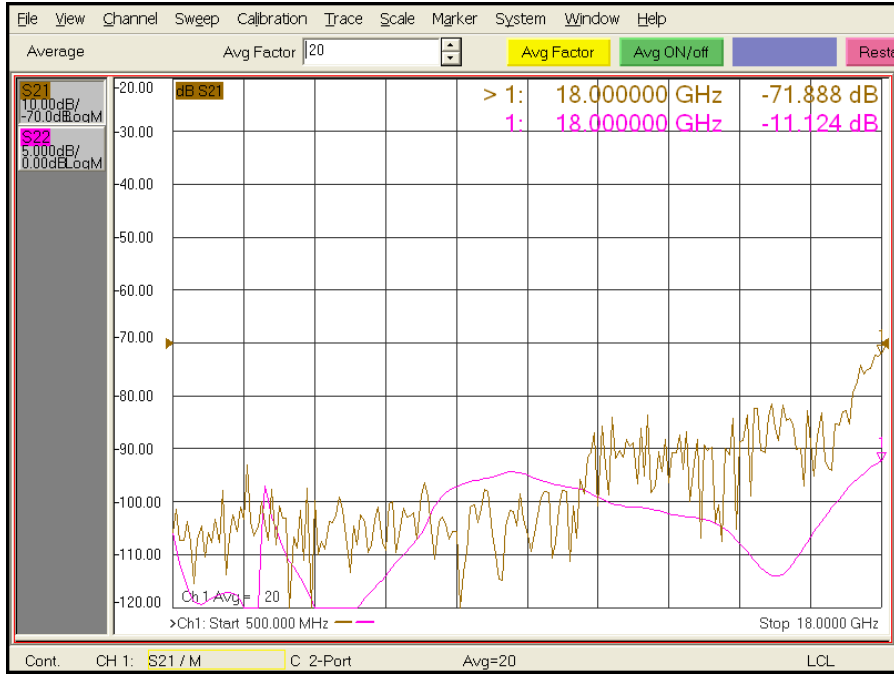 File View Channel Sweep Calibration Trace Scale Marker System Window Help
Average Avg Factor 20 Avg Factor Avg ON/off Resta
S21
10.00dB/
-70.0dB LogM
S22
5.000dB/
0.00dB LogM
dB S21
> 1: 18.000000 GHz -71.888 dB
1: 18.000000 GHz -11.124 dB
-20.00
-30.00
-40.00
-50.00
-60.00
-70.00
-80.00
-90.00
-100.00
-110.00
-120.00
Ch 1 Avg = 20
>Ch1: Start 500.000 MHz Stop 18.0000 GHz
Cont. CH 1: S21 / M C 2-Port Avg=20 LCL